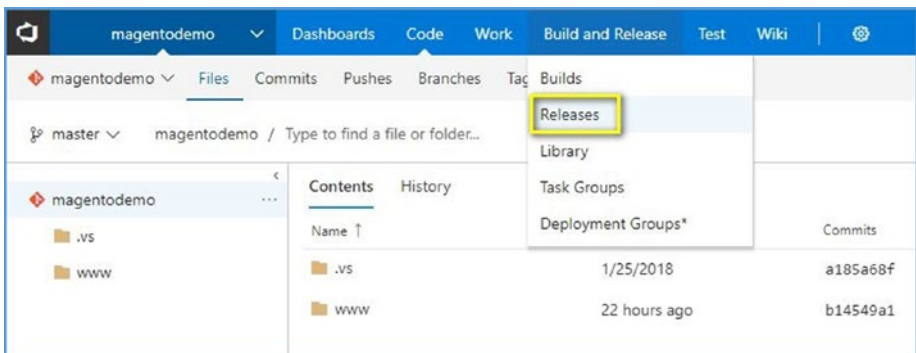 magentodemo Dashboards Code Work Build and Release Test Wiki
magentodemo Files Commits Pushes Branches Builds
Releases
master magentodemo / Type to find a file or folder...
Library
Contents History
Task Groups
magentodemo ...
Deployment Groups*
Name ↑ Commits
.vs
.vs 1/25/2018 a185a68f
www
www 22 hours ago b14549a1